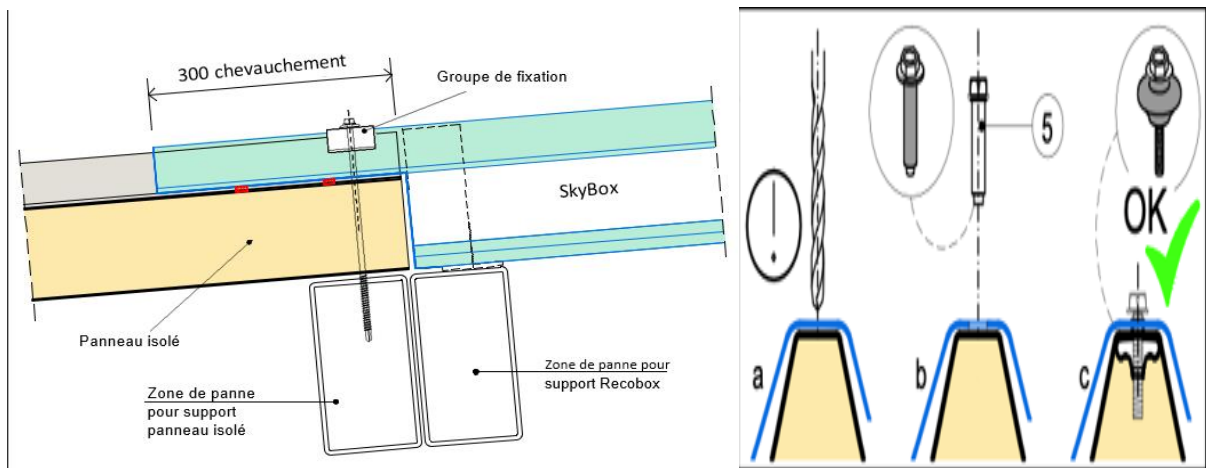 300 chevauchement
Groupe de fixation
SkyBox
Panneau isolé
Zone de panne
pour support
panneau isolé
Zone de panne pour
support Recobox
!
5
OK
a
b
c